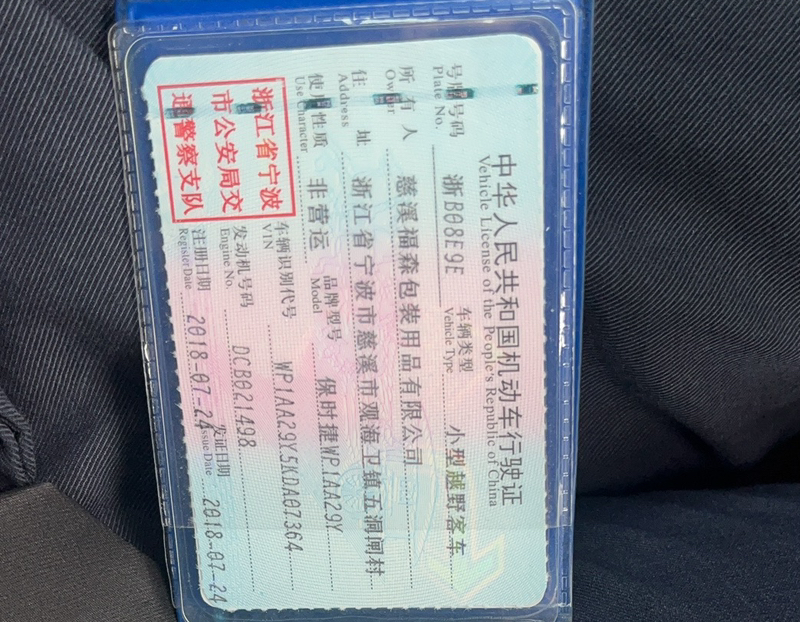 中华人民共和国机动车行驶证
Vehicle License of the People's Republic of China
号牌号码 浙B08E9E 车辆类型 小型越野客车
Plate No. Vehicle Type
所有人 慈溪福森包装用品有限公司
Owner
住址 浙江省宁波市慈溪市观海卫镇五洞闸村
Address
使用性质 非营运 品牌型号 保时捷WP1AA29Y
Use Character Model
浙江省宁波
市公安局交
通警察支队
车辆识别代号 WP1AA29Y5KDA07364
VIN
发动机号码 DCB021498
Engine No.
注册日期 2018-07-24 发证日期 2018-07-24
Register Date Issue Date